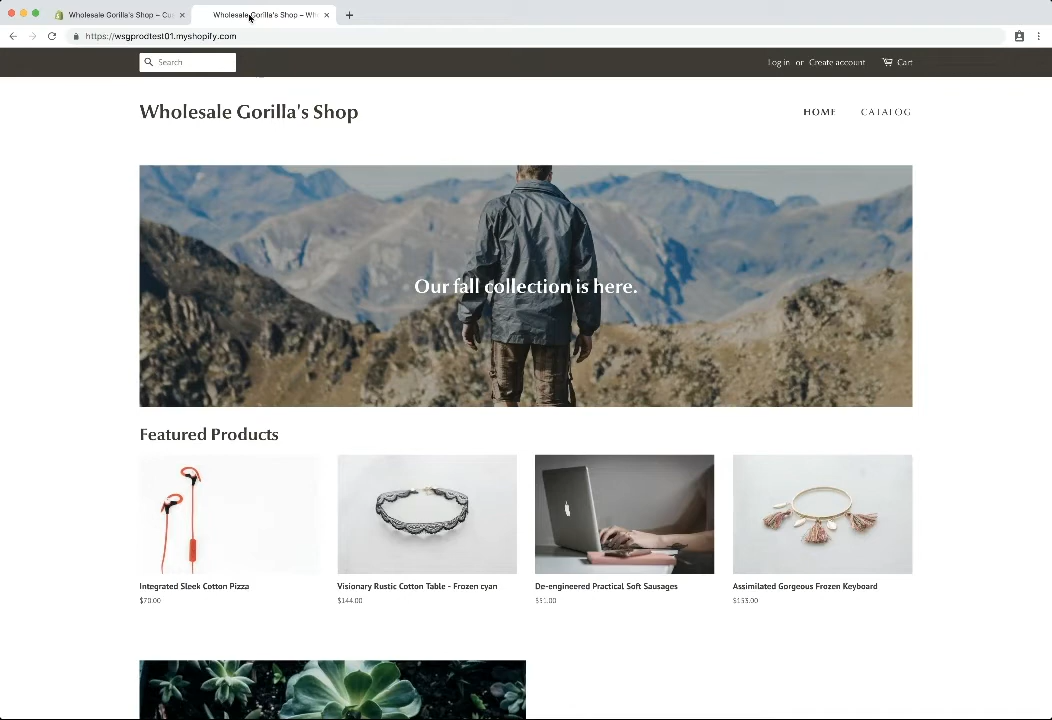 Wholesale Gorilla's Shop – Cu
Wholesale Gorilla's Shop – Wh
https://wsgprodtest01.myshopify.com
Search
Log in or Create account
Cart
Wholesale Gorilla's Shop
HOME
CATALOG
Our fall collection is here.
Featured Products
Integrated Sleek Cotton Pizza
$70.00
Visionary Rustic Cotton Table - Frozen cyan
$144.00
De-engineered Practical Soft Sausages
$51.00
Assimilated Gorgeous Frozen Keyboard